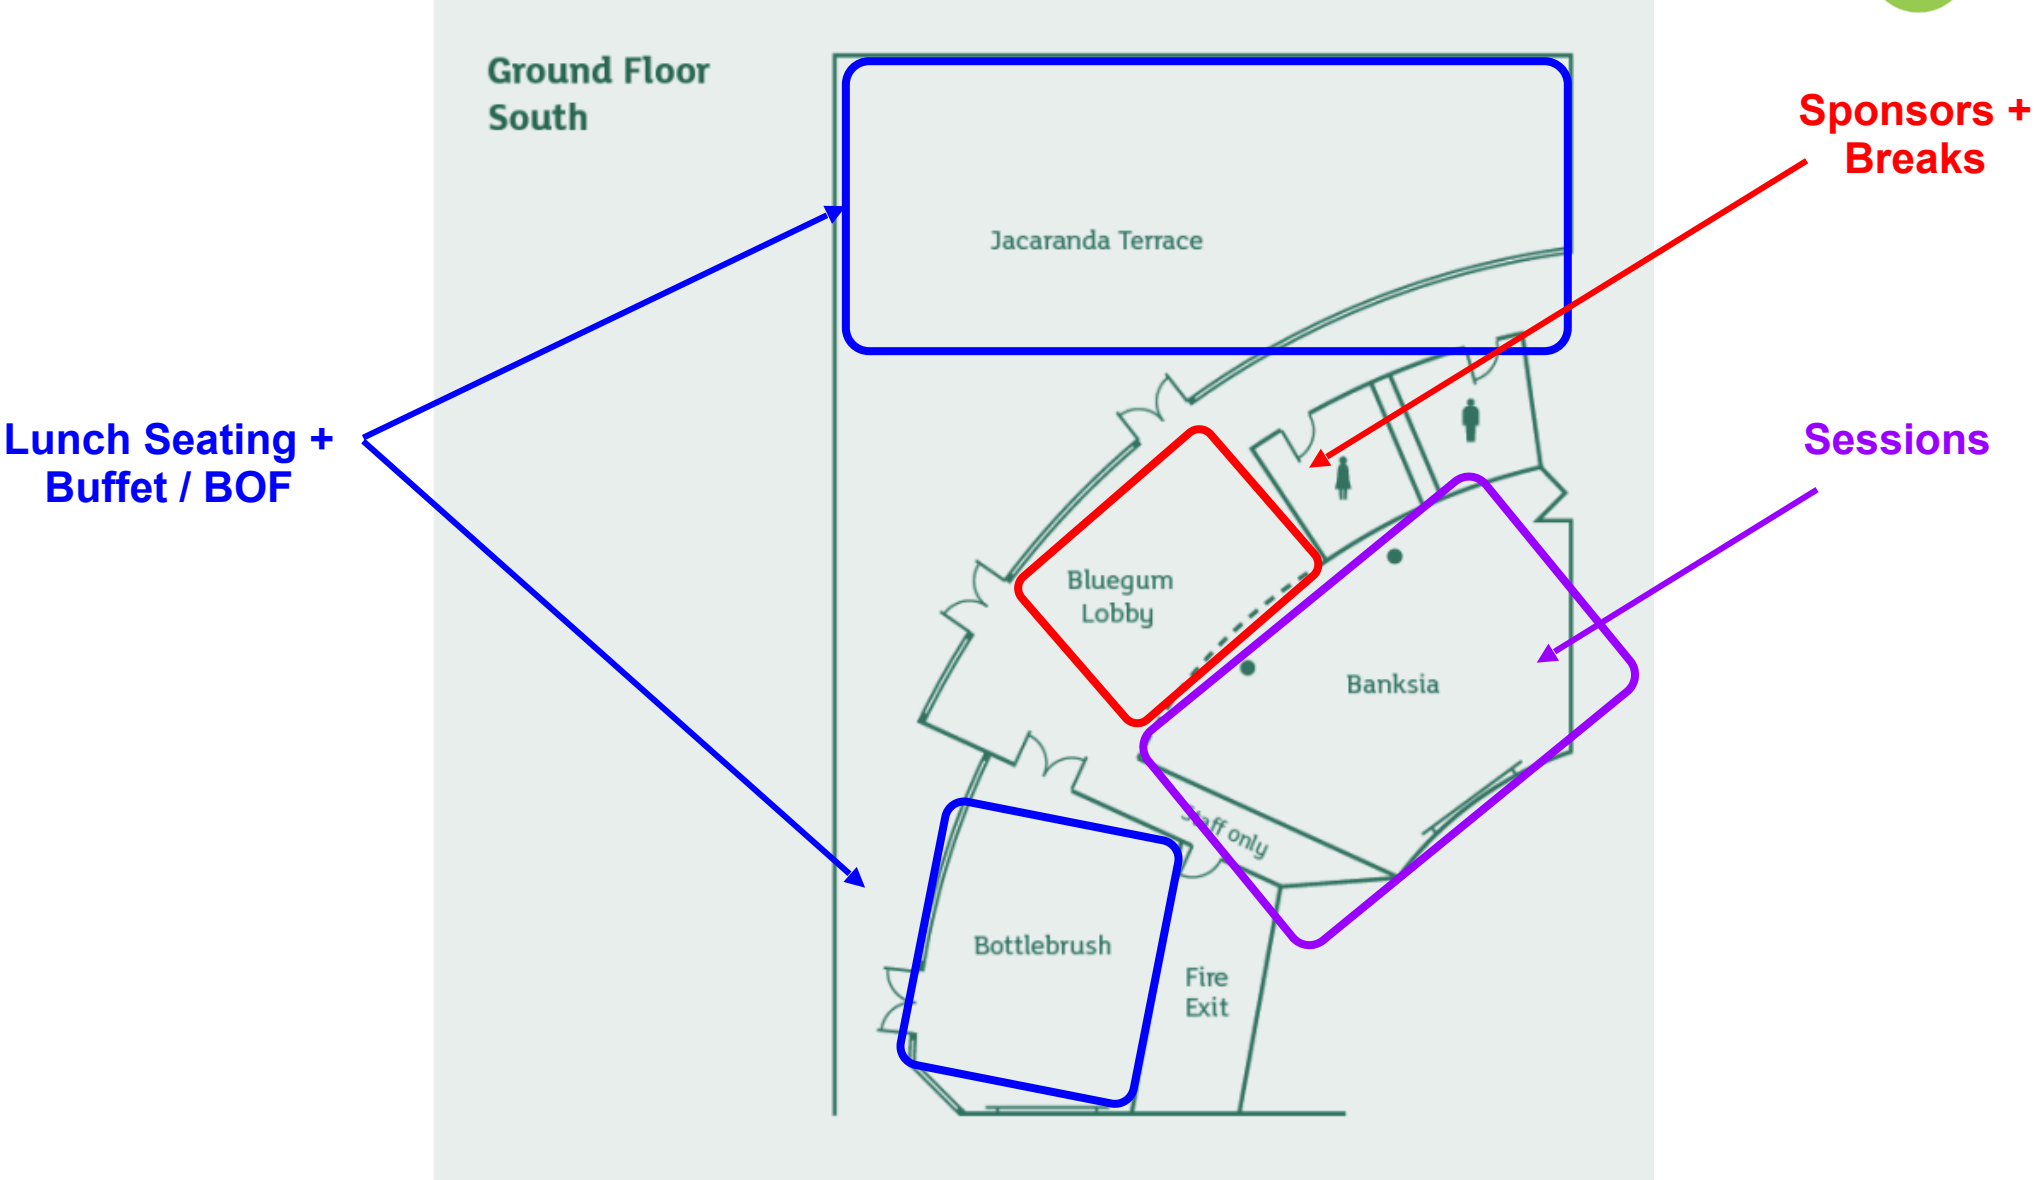 Ground Floor
South
Sponsors +
Breaks
Jacaranda Terrace
Lunch Seating +
Buffet / BOF
Sessions
Bluegum
Lobby
Banksia
Staff only
Bottlebrush
Fire
Exit